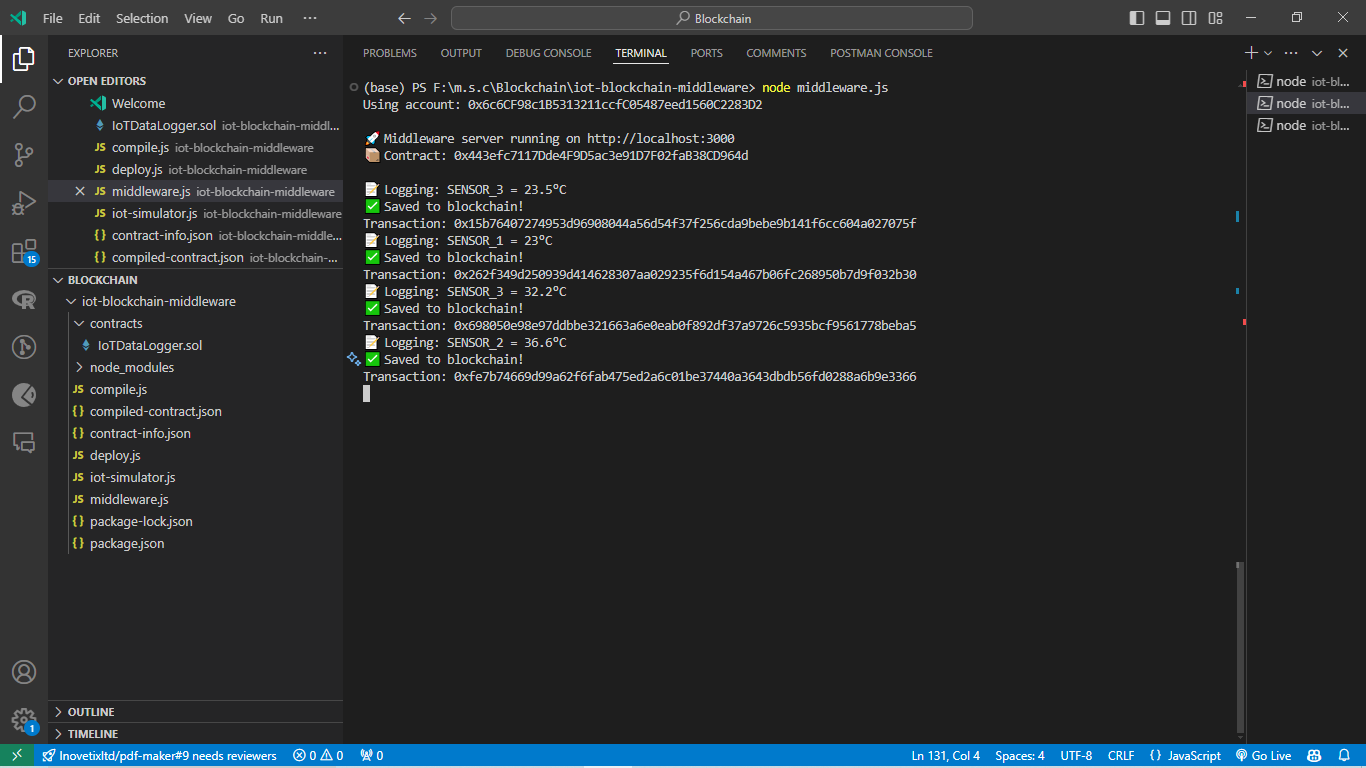 File Edit Selection View Go Run ···
Blockchain
EXPLORER ···
OPEN EDITORS
Welcome
IoTDataLogger.sol iot-blockchain-middl...
JS compile.js iot-blockchain-middleware
JS deploy.js iot-blockchain-middleware
JS middleware.js iot-blockchain-middleware
JS iot-simulator.js iot-blockchain-middleware
{} contract-info.json iot-blockchain-middle...
{} compiled-contract.json iot-blockchain-...
BLOCKCHAIN
iot-blockchain-middleware
contracts
IoTDataLogger.sol
node_modules
JS compile.js
{} compiled-contract.json
{} contract-info.json
JS deploy.js
JS iot-simulator.js
JS middleware.js
{} package-lock.json
{} package.json
OUTLINE
TIMELINE
15
1
PROBLEMS OUTPUT DEBUG CONSOLE TERMINAL PORTS COMMENTS POSTMAN CONSOLE
(base) PS F:\m.s.c\Blockchain\iot-blockchain-middleware> node middleware.js
Using account: 0x6c6CF98c1B5313211ccfC05487eed1560C2283D2
🚀 Middleware server running on http://localhost:3000
📦 Contract: 0x443efc7117Dde4F9D5ac3e91D7F02faB38CD964d
📝 Logging: SENSOR_3 = 23.5°C
✅ Saved to blockchain!
Transaction: 0x15b76407274953d96908044a56d54f37f256cda9bebe9b141f6cc604a027075f
📝 Logging: SENSOR_1 = 23°C
✅ Saved to blockchain!
Transaction: 0x262f349d250939d414628307aa029235f6d154a467b06fc268950b7d9f032b30
📝 Logging: SENSOR_3 = 32.2°C
✅ Saved to blockchain!
Transaction: 0x698050e98e97ddbbe321663a6e0eab0f892df37a9726c5935bcf9561778beba5
📝 Logging: SENSOR_2 = 36.6°C
✅ Saved to blockchain!
Transaction: 0xfe7b74669d99a62f6fab475ed2a6c01be37440a3643dbdb56fd0288a6b9e3366
node iot-bl...
node iot-bl...
node iot-bl...
Inovetixltd/pdf-maker#9 needs reviewers 0 0 0
Ln 131, Col 4 Spaces: 4 UTF-8 CRLF {} JavaScript Go Live